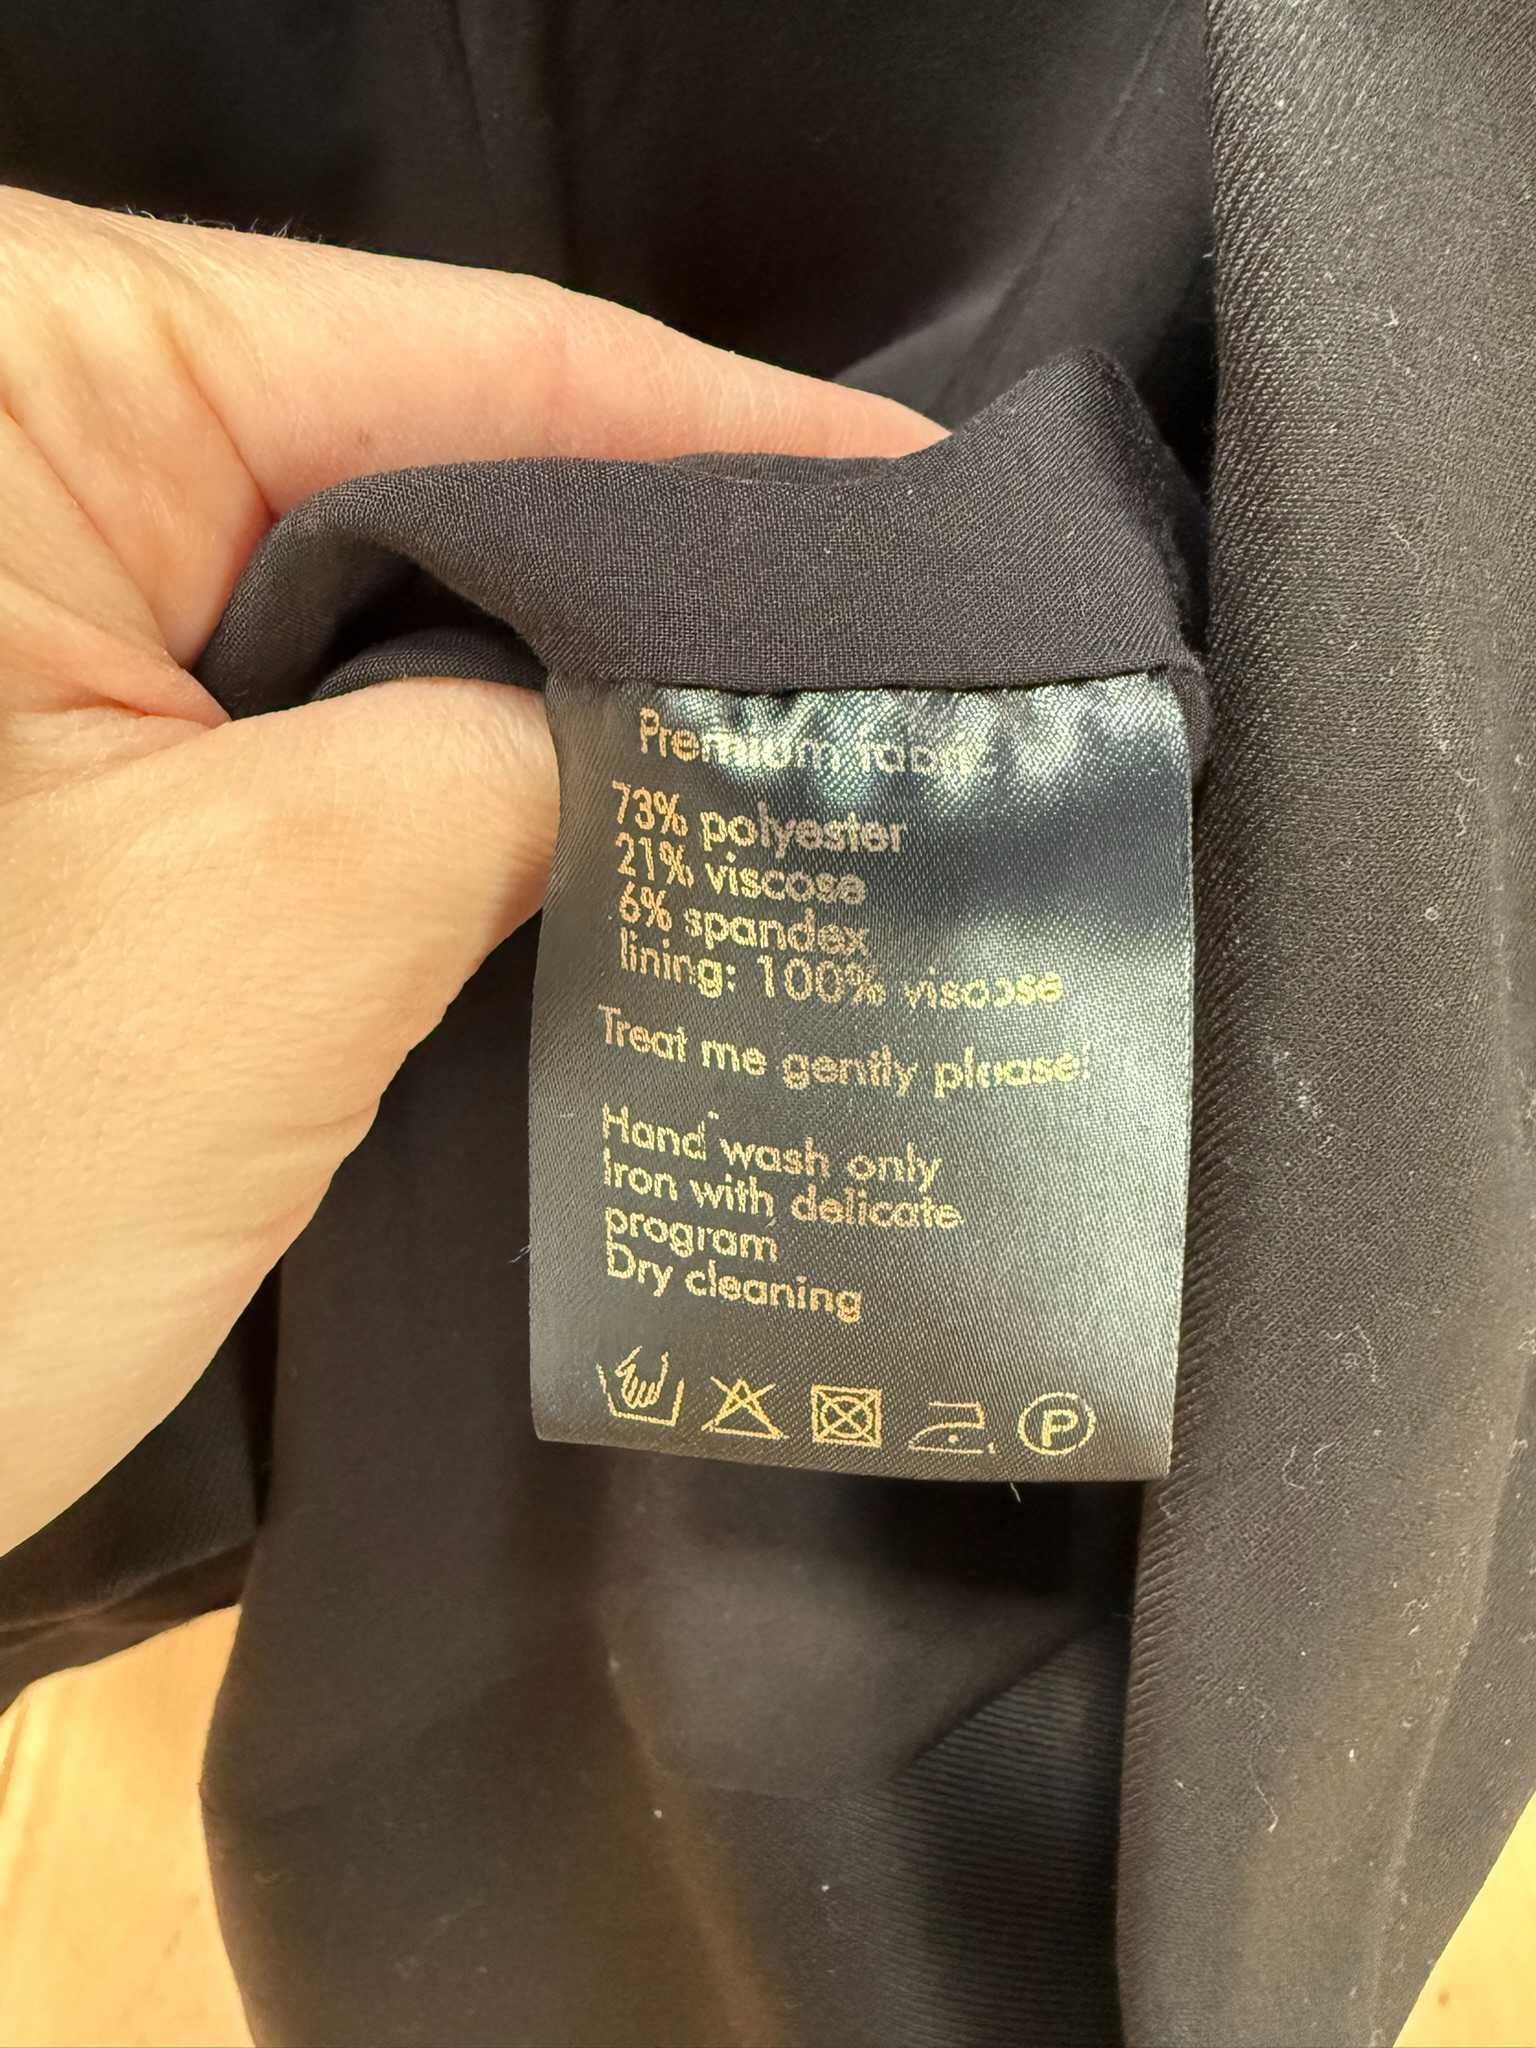 Premium fabric
73% polyester
21% viscose
6% spandex
lining: 100% viscose
Treat me gently please!
Hand wash only
Iron with delicate
program
Dry cleaning
P